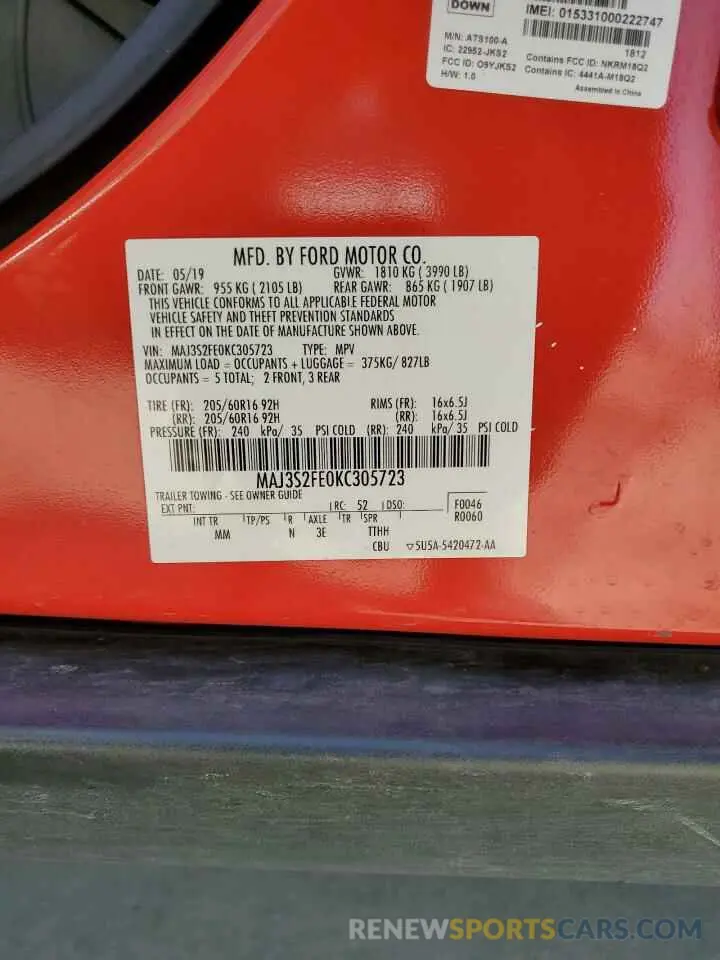 DOWN
IMEI: 015331000222747
1812
M/N: ATS100-A
IC: 22952-JKS2
FCC ID: O9YJKS2
H/W: 1.0
Contains FCC ID: NKRM18Q2
Contains IC: 4441A-M18Q2
Assembled in China
MFD. BY FORD MOTOR CO.
DATE: 05/19 GVWR: 1810 KG ( 3990 LB)
FRONT GAWR: 955 KG ( 2105 LB) REAR GAWR: 865 KG ( 1907 LB)
THIS VEHICLE CONFORMS TO ALL APPLICABLE FEDERAL MOTOR
VEHICLE SAFETY AND THEFT PREVENTION STANDARDS
IN EFFECT ON THE DATE OF MANUFACTURE SHOWN ABOVE.
VIN: MAJ3S2FE0KC305723 TYPE: MPV
MAXIMUM LOAD = OCCUPANTS + LUGGAGE = 375KG/ 827LB
OCCUPANTS = 5 TOTAL; 2 FRONT, 3 REAR
TIRE (FR): 205/60R16 92H RIMS (FR): 16x6.5J
(RR): 205/60R16 92H (RR): 16x6.5J
PRESSURE (FR): 240 kPa/ 35 PSI COLD (RR): 240 kPa/ 35 PSI COLD
MAJ3S2FE0KC305723
TRAILER TOWING - SEE OWNER GUIDE
EXT PNT: RC: 52 DSO: F0046
R0060
INT TR TP/PS R AXLE TR SPR
MM N 3E TTHH
CBU ▽5U5A-5420472-AA
RENEWSPORTSCARS.COM